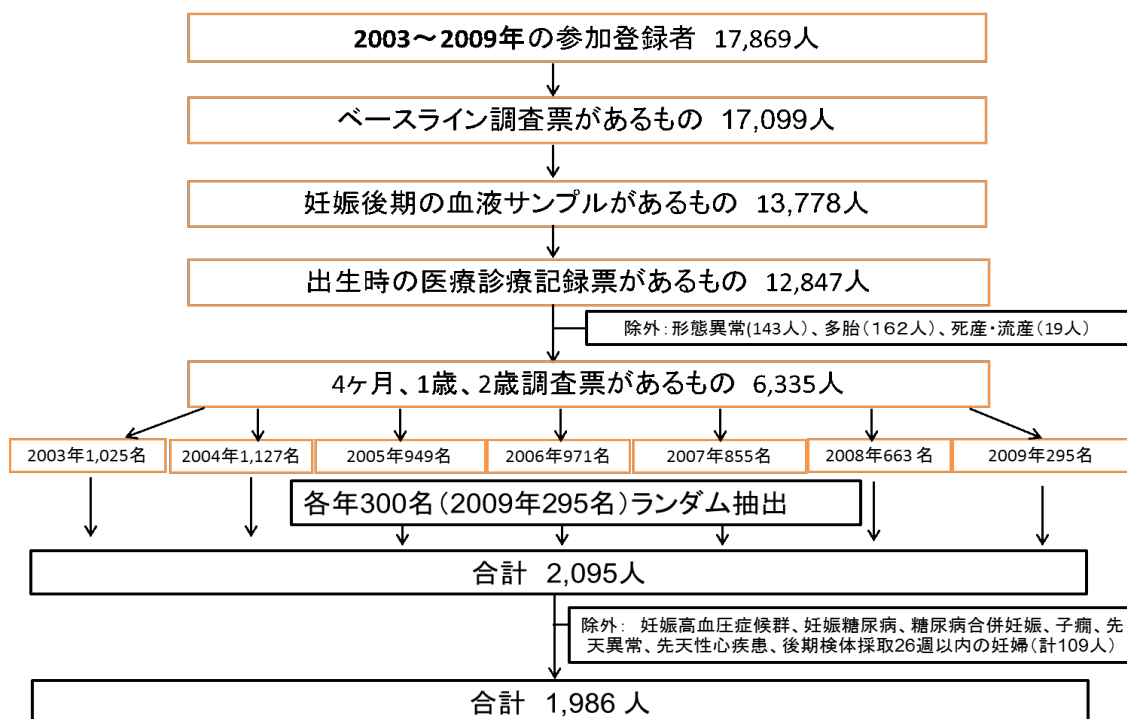 2003～2009年の参加登録者 17,869人
ベースライン調査票があるもの 17,099人
妊娠後期の血液サンプルがあるもの 13,778人
出生時の医療診療記録票があるもの 12,847人
除外：形態異常(143人)、多胎(１６２人)、死産・流産(19人)
4ヶ月、1歳、2歳調査票があるもの 6,335人
2003年1,025名
2004年1,127名
2005年949名
2006年971名
2007年855名
2008年663 名
2009年295名
各年300名(2009年295名)ランダム抽出
合計 2,095人
除外： 妊娠高血圧症候群、妊娠糖尿病、糖尿病合併妊娠、子癇、先
天異常、先天性心疾患、後期検体採取26週以内の妊婦(計109人)
合計 1,986 人